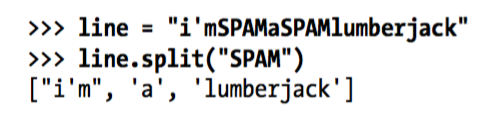 >>> line = "i'mSPAMaSPAMlumberjack"
>>> line.split("SPAM")
["i'm", 'a', 'lumberjack']